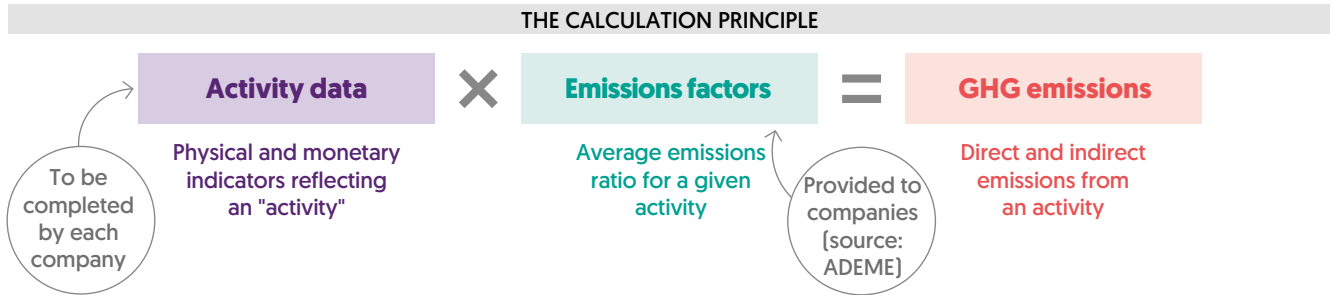 THE CALCULATION PRINCIPLE
Activity data
×
Emissions factors
=
GHG emissions
To be
completed
by each
company
Physical and monetary
indicators reflecting
an "activity"
Average emissions
ratio for a given
activity
Provided to
companies
(source:
ADEME)
Direct and indirect
emissions from
an activity